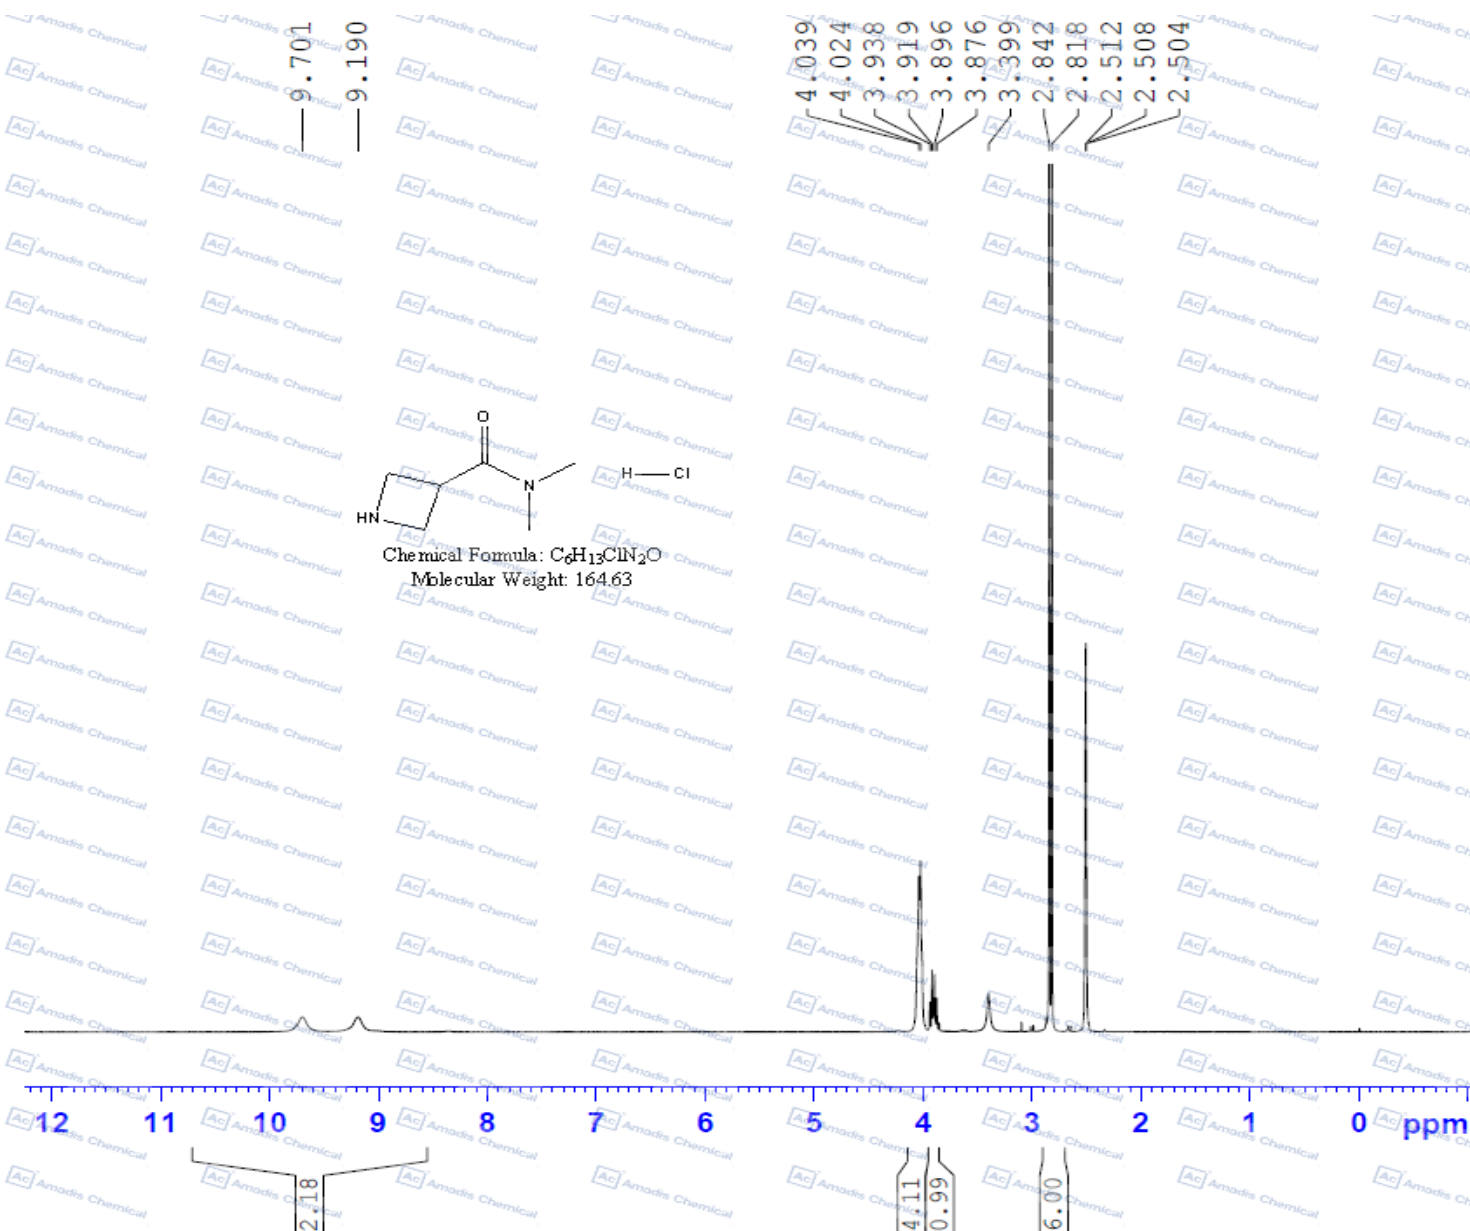 9.701
9.190
4.039
4.024
3.938
3.919
3.896
3.876
3.399
2.842
2.818
2.512
2.508
2.504
O
N
H Cl
HN
Chemical Formula: C₆H₁₃ClN₂O
Molecular Weight: 164.63
12 11 10 9 8 7 6 5 4 3 2 1 0 ppm
2.18
4.11
0.99
6.00
Ac Amadis Chemical